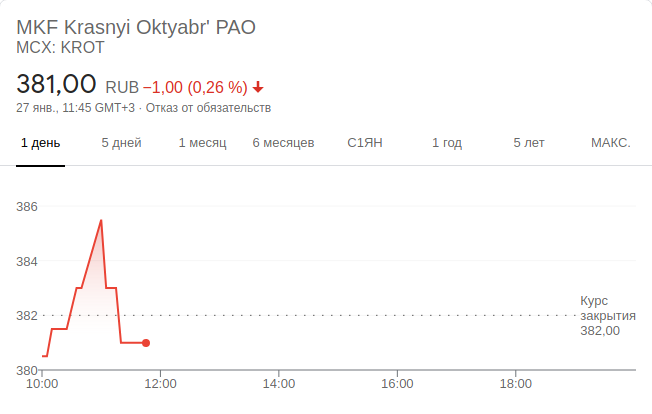 MKF Krasnyi Oktyabr' PAO
MCX: KROT
381,00 RUB −1,00 (0,26 %)
27 янв., 11:45 GMT+3 · Отказ от обязательств
1 день 5 дней 1 месяц 6 месяцев С1ЯН 1 год 5 лет МАКС.
386
384
Курс
382 закрытия
382,00
380
10:00 12:00 14:00 16:00 18:00